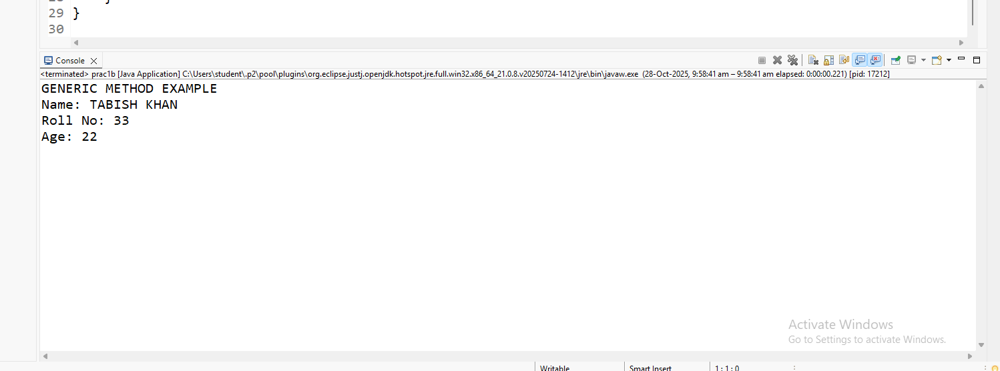 29 }
30
Console
<terminated> prac1b [Java Application] C:\Users\student\.p2\pool\plugins\org.eclipse.justj.openjdk.hotspot.jre.full.win32.x86_64_21.0.8.v20250724-1412\jre\bin\javaw.exe (28-Oct-2025, 9:58:41 am – 9:58:41 am elapsed: 0:00:00.221) [pid: 17212]
GENERIC METHOD EXAMPLE
Name: TABISH KHAN
Roll No: 33
Age: 22
Activate Windows
Go to Settings to activate Windows.
Writable Smart Insert 1 : 1 : 0